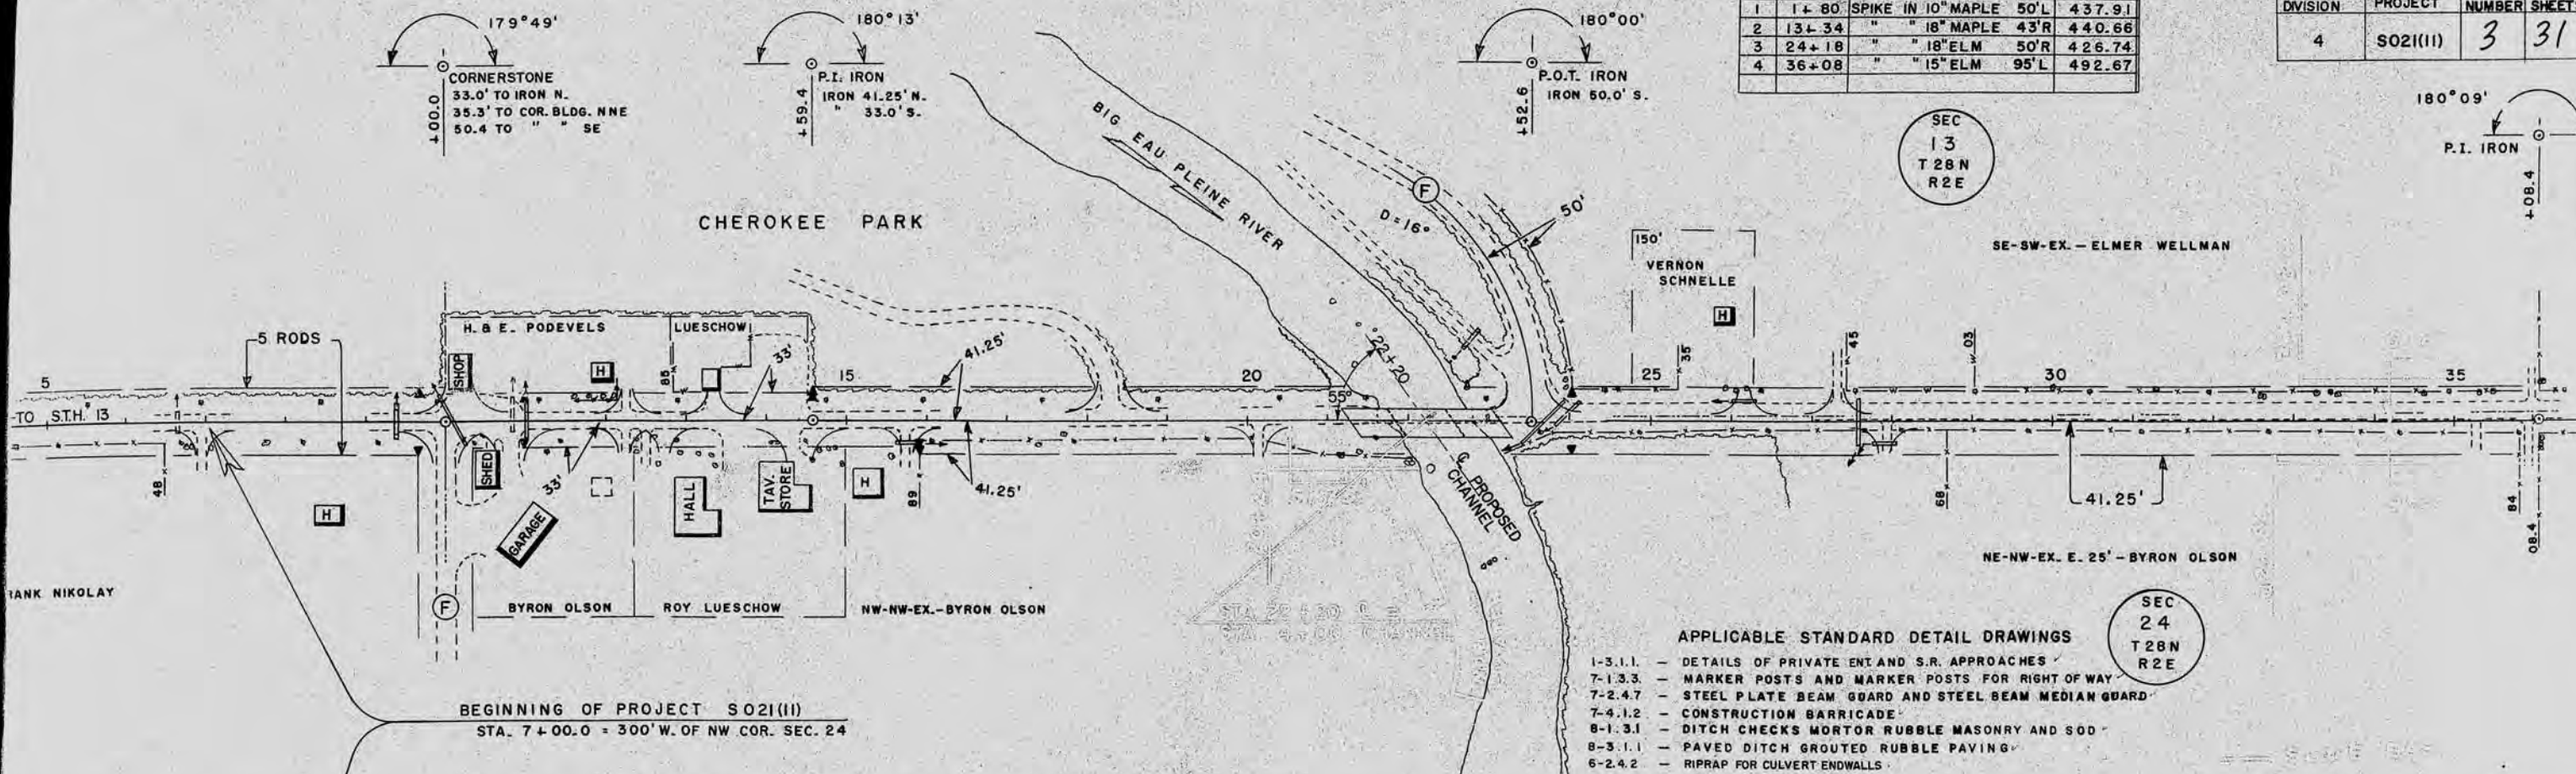 179°49'
CORNERSTONE
33.0' TO IRON N.
35.3' TO COR. BLDG. NNE
50.4 TO " " SE
+00.0
180°13'
P.I. IRON
IRON 41.25' N.
" 33.0' S.
+59.4
180°00'
P.O.T. IRON
IRON 50.0' S.
+52.6
1 1+80 SPIKE IN 10" MAPLE 50'L 437.91
2 13+34 " " 18" MAPLE 43'R 440.66
3 24+18 " " 18" ELM 50'R 426.74
4 36+08 " " 15" ELM 95'L 492.67
DIVISION PROJECT NUMBER SHEET
4 S021(11) 3 31
180°09'
P.I. IRON
+08.4
SEC
13
T28N
R2E
CHEROKEE PARK
BIG EAU PLEINE RIVER
F
D=16°
50'
150'
VERNON
SCHNELLE
H
SE-SW-EX.-ELMER WELLMAN
5 RODS
H. & E. PODEVELS
LUESCHOW
SHOP
H
85
33'
41.25'
22+20
35
45
03
5
15
20
25
30
35
TO S.T.H. 13
55°
48
H
SHED
33'
GARAGE
HALL
TAV.
STORE
H
89
41.25'
℄ PROPOSED
CHANNEL
68
41.25'
84
08.4
NE-NW-EX. E. 25'-BYRON OLSON
ANK NIKOLAY
F
BYRON OLSON
ROY LUESCHOW
NW-NW-EX.-BYRON OLSON
SEC
24
T28N
R2E
BEGINNING OF PROJECT S021(11)
STA. 7+00.0 = 300' W. OF NW COR. SEC. 24
APPLICABLE STANDARD DETAIL DRAWINGS
1-3.1.1. — DETAILS OF PRIVATE ENT. AND S.R. APPROACHES
7-1.3.3. — MARKER POSTS AND MARKER POSTS FOR RIGHT OF WAY
7-2.4.7 — STEEL PLATE BEAM GUARD AND STEEL BEAM MEDIAN GUARD
7-4.1.2 — CONSTRUCTION BARRICADE
8-1.3.1 — DITCH CHECKS MORTOR RUBBLE MASONRY AND SOD
8-3.1.1 — PAVED DITCH GROUTED RUBBLE PAVING
6-2.4.2 — RIPRAP FOR CULVERT ENDWALLS